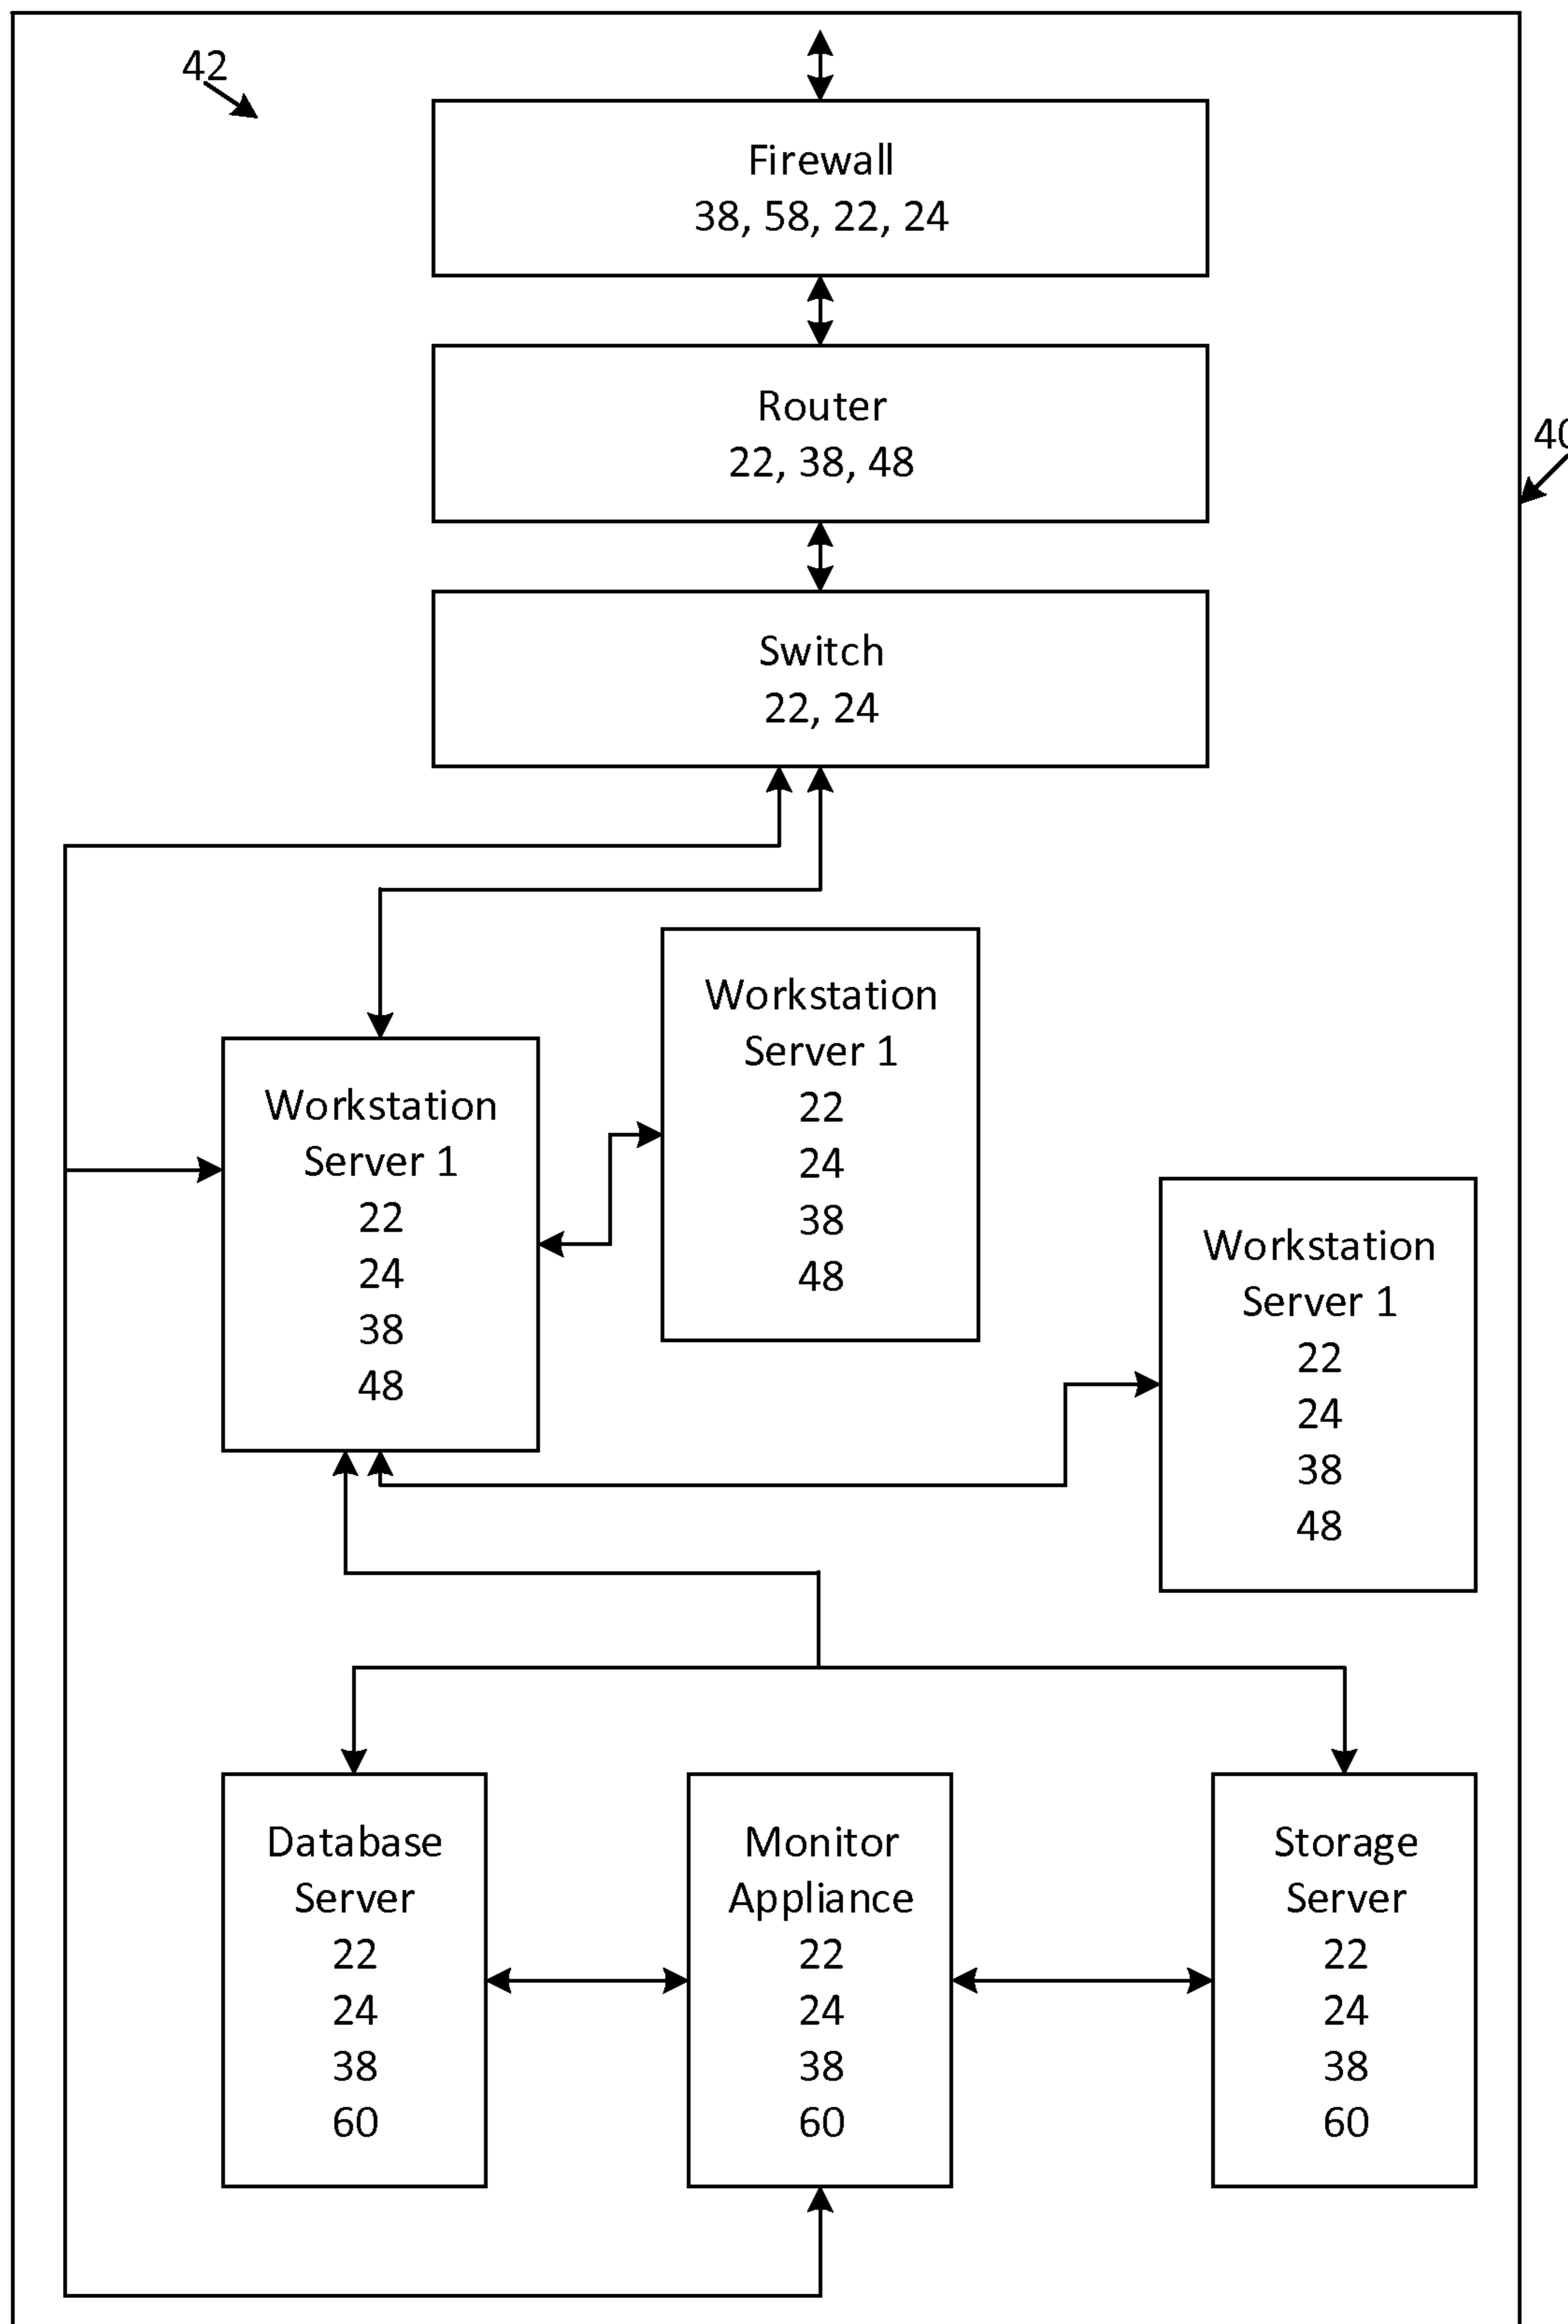 42
Firewall
38, 58, 22, 24
Router
22, 38, 48
40
Switch
22, 24
Workstation
Server 1
22
24
38
48
Workstation
Server 1
22
24
38
48
Workstation
Server 1
22
24
38
48
Database
Server
22
24
38
60
Monitor
Appliance
22
24
38
60
Storage
Server
22
24
38
60